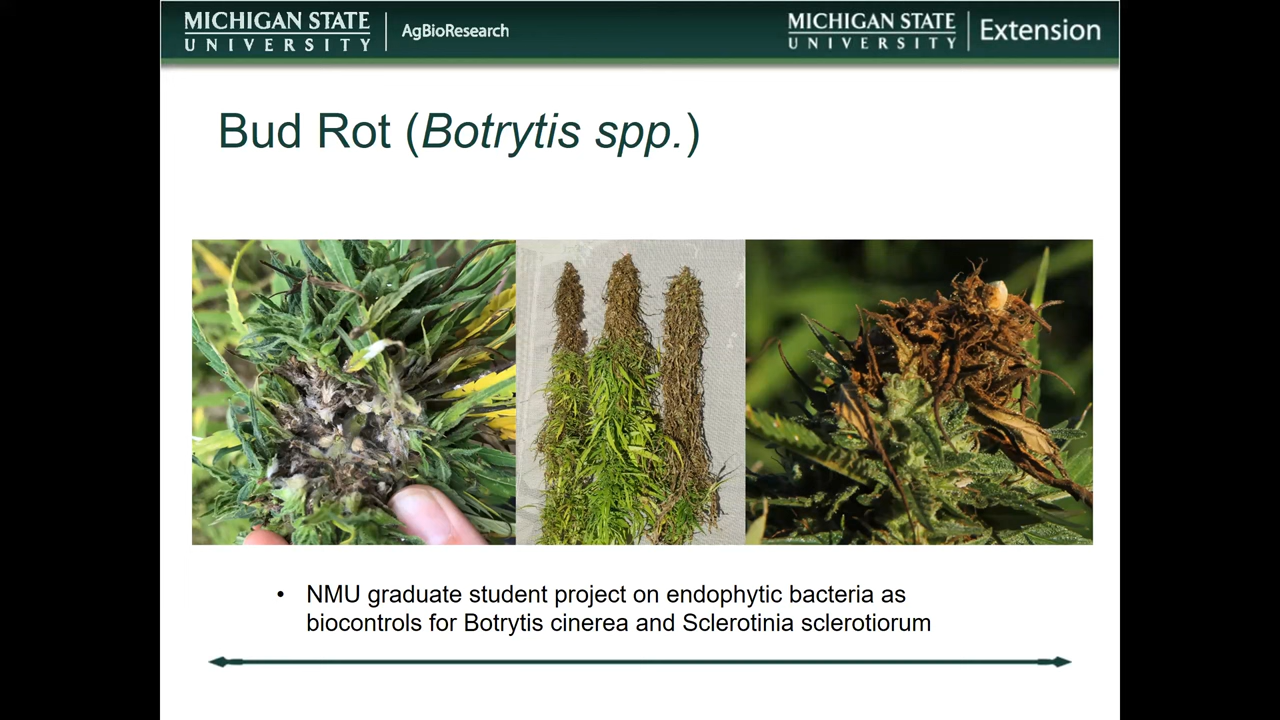 MICHIGAN STATE
UNIVERSITY
AgBioResearch
MICHIGAN STATE
UNIVERSITY
Extension
Bud Rot (Botrytis spp.)
• NMU graduate student project on endophytic bacteria as
biocontrols for Botrytis cinerea and Sclerotinia sclerotiorum